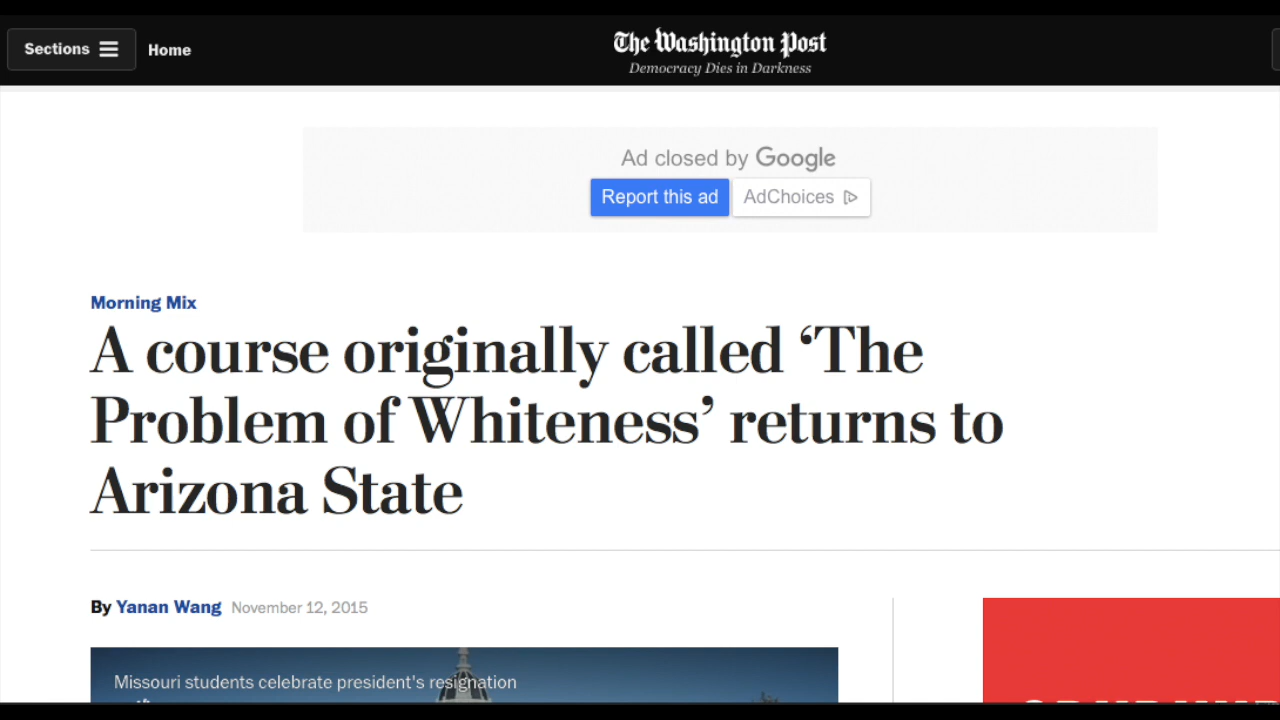 Sections
Home
The Washington Post
Democracy Dies in Darkness
Ad closed by Google
Report this ad
AdChoices
Morning Mix
A course originally called ‘The
Problem of Whiteness’ returns to
Arizona State
By Yanan Wang November 12, 2015
Missouri students celebrate president's resignation